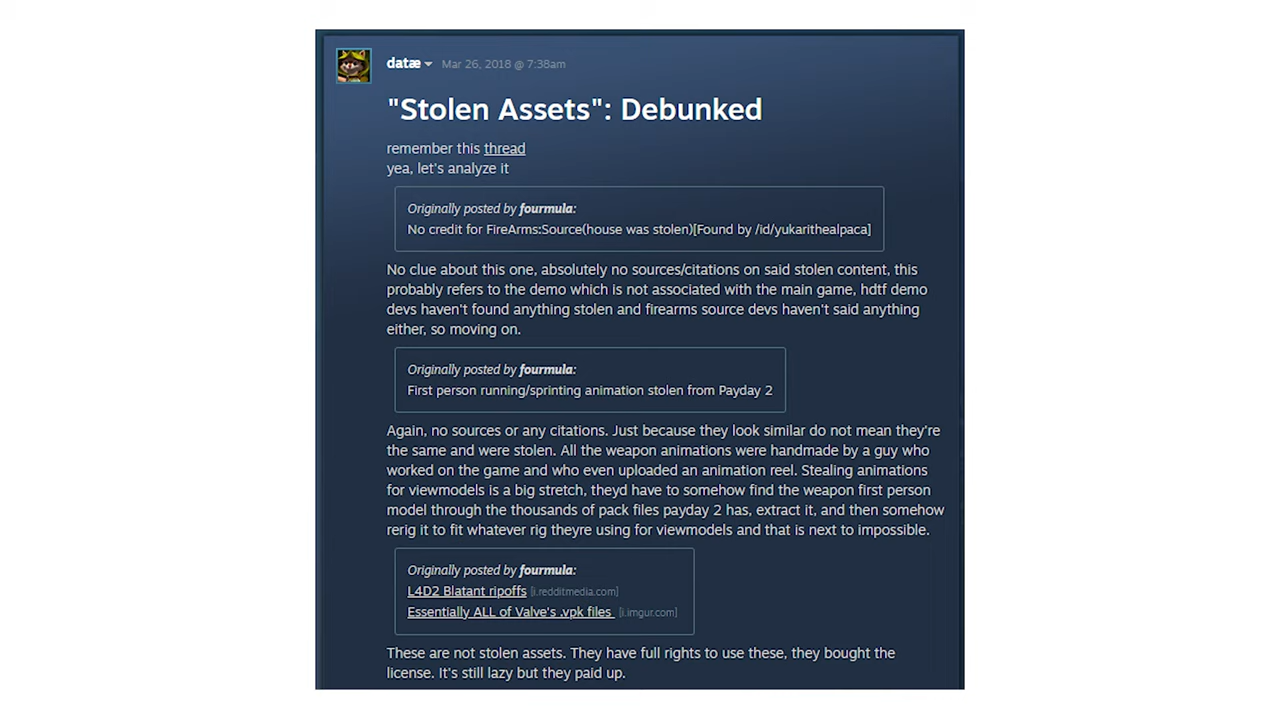 datæ Mar 26, 2018 @ 7:38am
"Stolen Assets": Debunked
remember this thread
yea, let's analyze it
Originally posted by fourmula:
No credit for FireArms:Source(house was stolen)[Found by /id/yukarithealpaca]
No clue about this one, absolutely no sources/citations on said stolen content, this
probably refers to the demo which is not associated with the main game, hdtf demo
devs haven't found anything stolen and firearms source devs haven't said anything
either, so moving on.
Originally posted by fourmula:
First person running/sprinting animation stolen from Payday 2
Again, no sources or any citations. Just because they look similar do not mean they're
the same and were stolen. All the weapon animations were handmade by a guy who
worked on the game and who even uploaded an animation reel. Stealing animations
for viewmodels is a big stretch, theyd have to somehow find the weapon first person
model through the thousands of pack files payday 2 has, extract it, and then somehow
rerig it to fit whatever rig theyre using for viewmodels and that is next to impossible.
Originally posted by fourmula:
L4D2 Blatant ripoffs [i.redditmedia.com]
Essentially ALL of Valve's .vpk files [i.imgur.com]
These are not stolen assets. They have full rights to use these, they bought the
license. It's still lazy but they paid up.